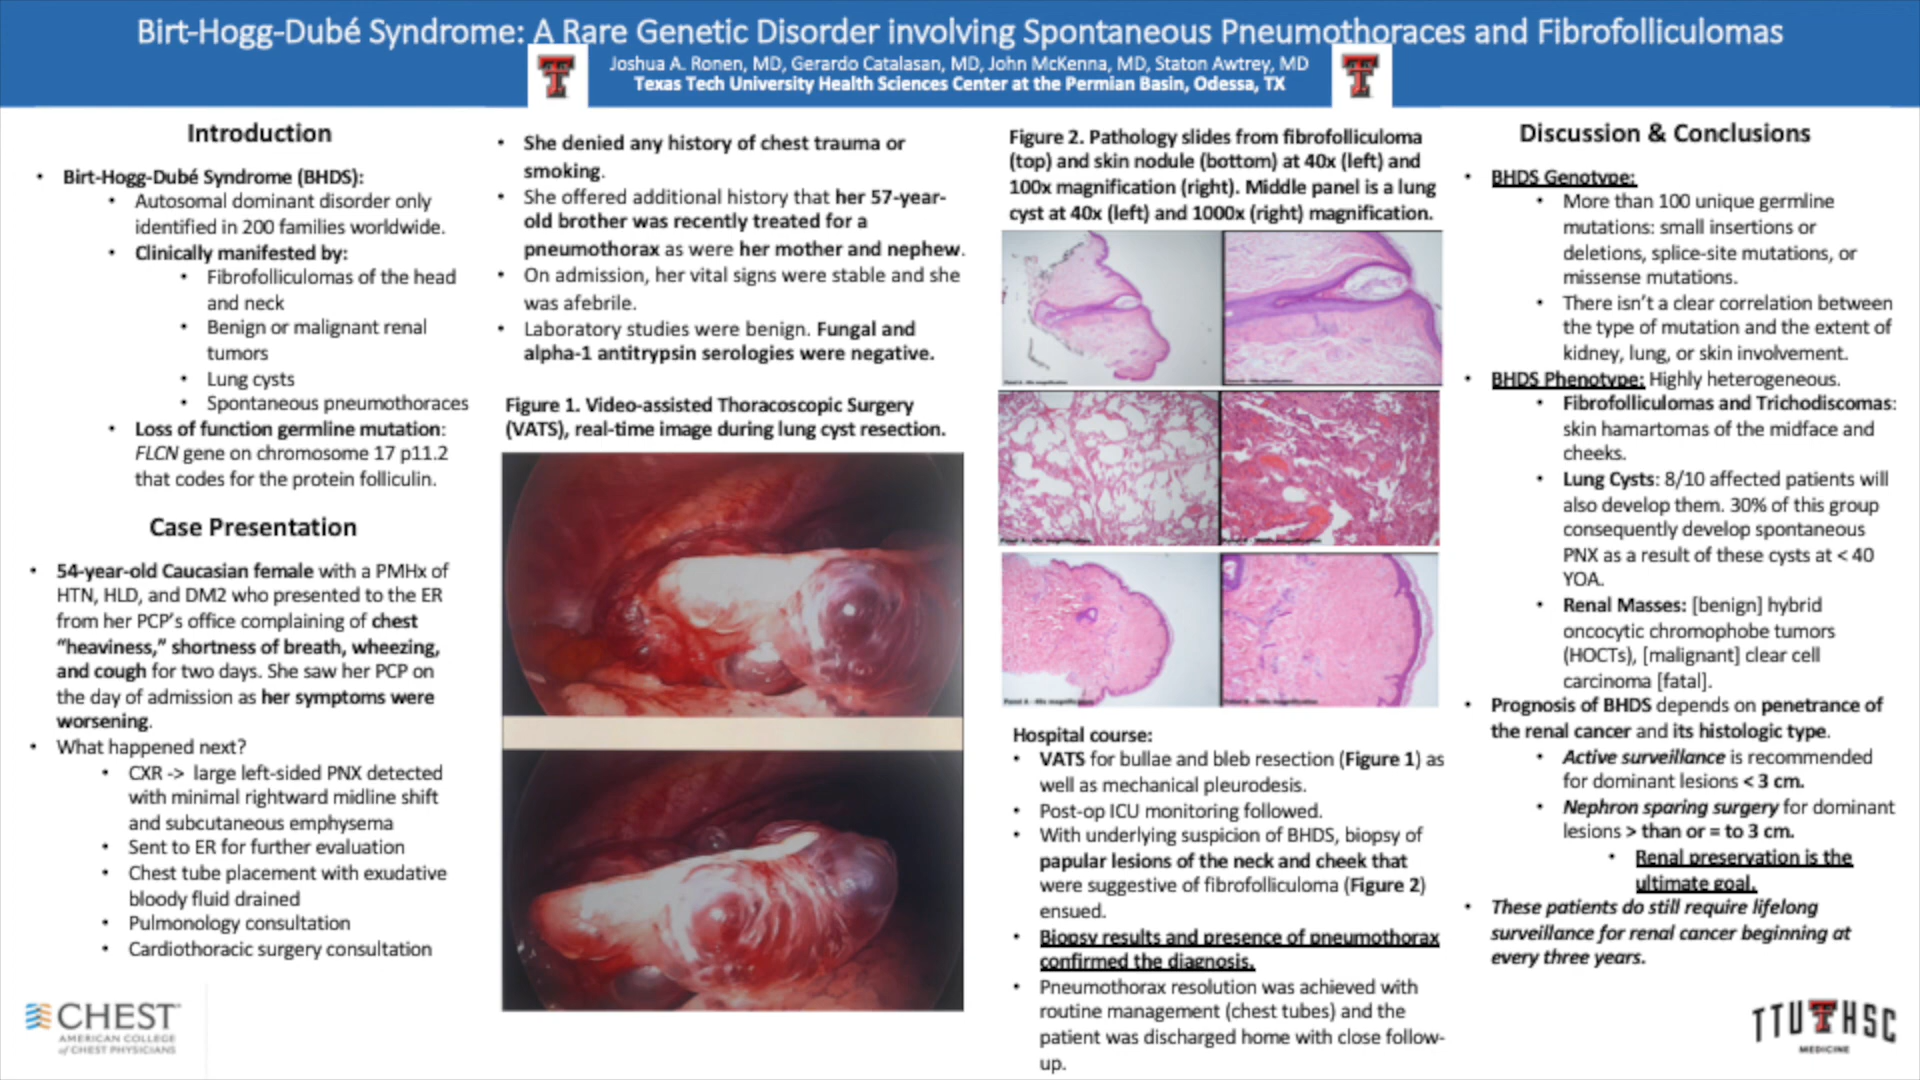 Birt-Hogg-Dubé Syndrome: A Rare Genetic Disorder involving Spontaneous Pneumothoraces and Fibrofolliculomas
Joshua A. Ronen, MD, Gerardo Catalasan, MD, John McKenna, MD, Staton Awtrey, MD
Texas Tech University Health Sciences Center at the Permian Basin, Odessa, TX
Introduction
• Birt-Hogg-Dubé Syndrome (BHDS):
• Autosomal dominant disorder only
identified in 200 families worldwide.
• Clinically manifested by:
• Fibrofolliculomas of the head
and neck
• Benign or malignant renal
tumors
• Lung cysts
• Spontaneous pneumothoraces
• Loss of function germline mutation:
FLCN gene on chromosome 17 p11.2
that codes for the protein folliculin.
Case Presentation
• 54-year-old Caucasian female with a PMHx of
HTN, HLD, and DM2 who presented to the ER
from her PCP's office complaining of chest
“heaviness,” shortness of breath, wheezing,
and cough for two days. She saw her PCP on
the day of admission as her symptoms were
worsening.
• What happened next?
• CXR -> large left-sided PNX detected
with minimal rightward midline shift
and subcutaneous emphysema
• Sent to ER for further evaluation
• Chest tube placement with exudative
bloody fluid drained
• Pulmonology consultation
• Cardiothoracic surgery consultation
CHEST
AMERICAN COLLEGE
of CHEST PHYSICIANS
• She denied any history of chest trauma or
smoking.
• She offered additional history that her 57-year-
old brother was recently treated for a
pneumothorax as were her mother and nephew.
• On admission, her vital signs were stable and she
was afebrile.
• Laboratory studies were benign. Fungal and
alpha-1 antitrypsin serologies were negative.
Figure 1. Video-assisted Thoracoscopic Surgery
(VATS), real-time image during lung cyst resection.
Figure 2. Pathology slides from fibrofolliculoma
(top) and skin nodule (bottom) at 40x (left) and
100x magnification (right). Middle panel is a lung
cyst at 40x (left) and 1000x (right) magnification.
Hospital course:
• VATS for bullae and bleb resection (Figure 1) as
well as mechanical pleurodesis.
• Post-op ICU monitoring followed.
• With underlying suspicion of BHDS, biopsy of
papular lesions of the neck and cheek that
were suggestive of fibrofolliculoma (Figure 2)
ensued.
• Biopsy results and presence of pneumothorax
confirmed the diagnosis.
• Pneumothorax resolution was achieved with
routine management (chest tubes) and the
patient was discharged home with close follow-
up.
Discussion & Conclusions
• BHDS Genotype:
• More than 100 unique germline
mutations: small insertions or
deletions, splice-site mutations, or
missense mutations.
• There isn't a clear correlation between
the type of mutation and the extent of
kidney, lung, or skin involvement.
• BHDS Phenotype: Highly heterogeneous.
• Fibrofolliculomas and Trichodiscomas:
skin hamartomas of the midface and
cheeks.
• Lung Cysts: 8/10 affected patients will
also develop them. 30% of this group
consequently develop spontaneous
PNX as a result of these cysts at < 40
YOA.
• Renal Masses: [benign] hybrid
oncocytic chromophobe tumors
(HOCTs), [malignant] clear cell
carcinoma [fatal].
• Prognosis of BHDS depends on penetrance of
the renal cancer and its histologic type.
• Active surveillance is recommended
for dominant lesions < 3 cm.
• Nephron sparing surgery for dominant
lesions > than or = to 3 cm.
• Renal preservation is the
ultimate goal.
• These patients do still require lifelong
surveillance for renal cancer beginning at
every three years.
TTUHSC
MEDICINE